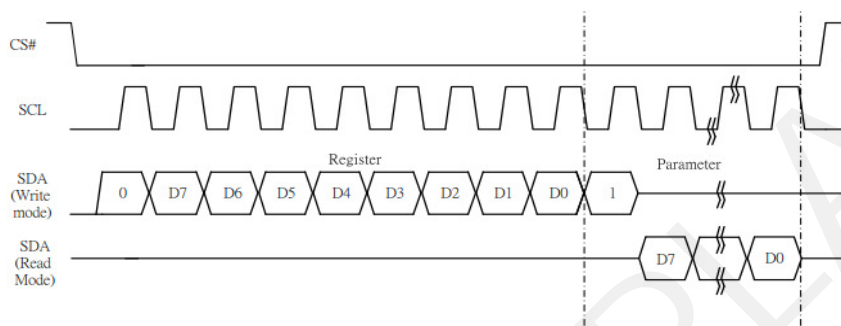 CS#
SCL
Register
Parameter
SDA
(Write
mode)
0 D7 D6 D5 D4 D3 D2 D1 D0 1
SDA
(Read
Mode)
D7 D0